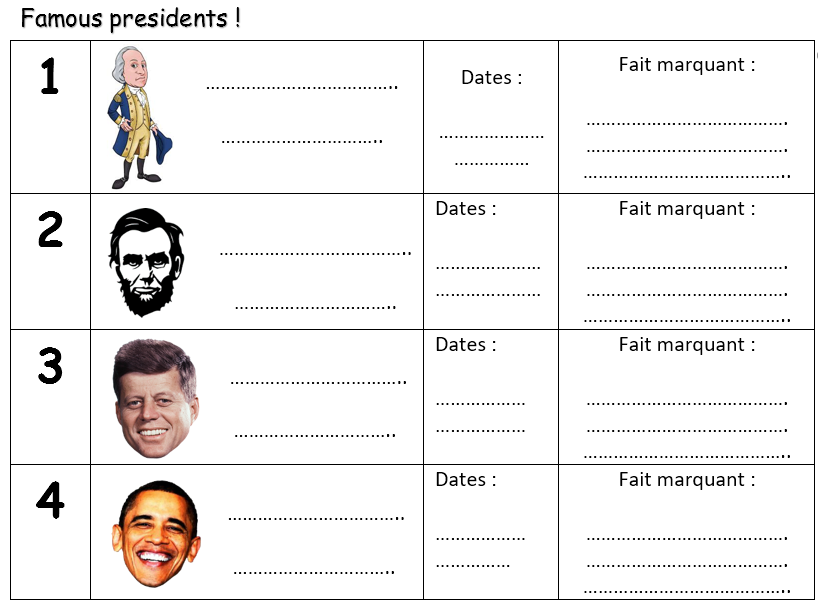 Famous presidents !
1
Dates :
Fait marquant :
2
Dates :
Fait marquant :
3
Dates :
Fait marquant :
4
Dates :
Fait marquant :